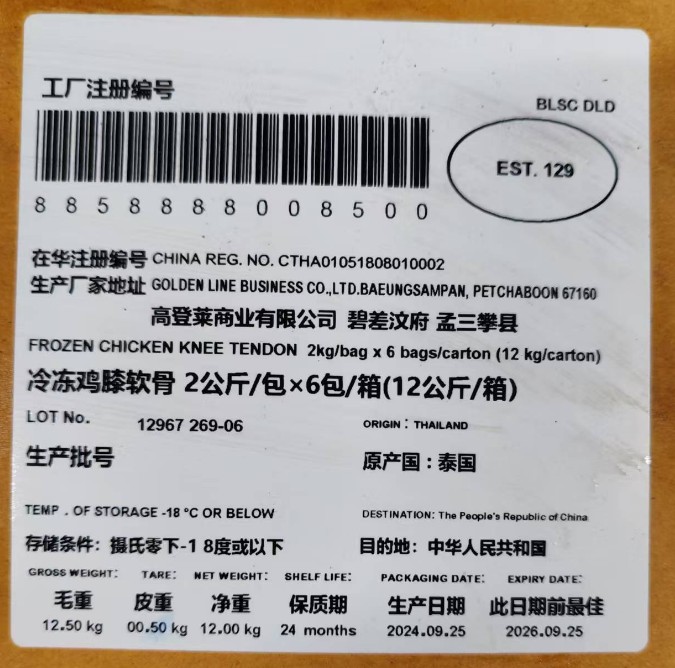 工厂注册编号
BLSC DLD
EST. 129
8858888008500
在华注册编号 CHINA REG. NO. CTHA01051808010002
生产厂家地址 GOLDEN LINE BUSINESS CO.,LTD.BAEUNGSAMPAN, PETCHABOON 67160
高登莱商业有限公司 碧差汶府 孟三攀县
FROZEN CHICKEN KNEE TENDON 2kg/bag x 6 bags/carton (12 kg/carton)
冷冻鸡膝软骨 2公斤/包×6包/箱(12公斤/箱)
LOT No. 12967 269-06 ORIGIN : THAILAND
生产批号 原产国 : 泰国
TEMP . OF STORAGE -18 °C OR BELOW DESTINATION: The People's Republic of China
存储条件: 摄氏零下-1 8度或以下 目的地: 中华人民共和国
GROSS WEIGHT: TARE: NET WEIGHT: SHELF LIFE: PACKAGING DATE: EXPIRY DATE:
毛重 皮重 净重 保质期 生产日期 此日期前最佳
12.50 kg 00.50 kg 12.00 kg 24 months 2024.09.25 2026.09.25